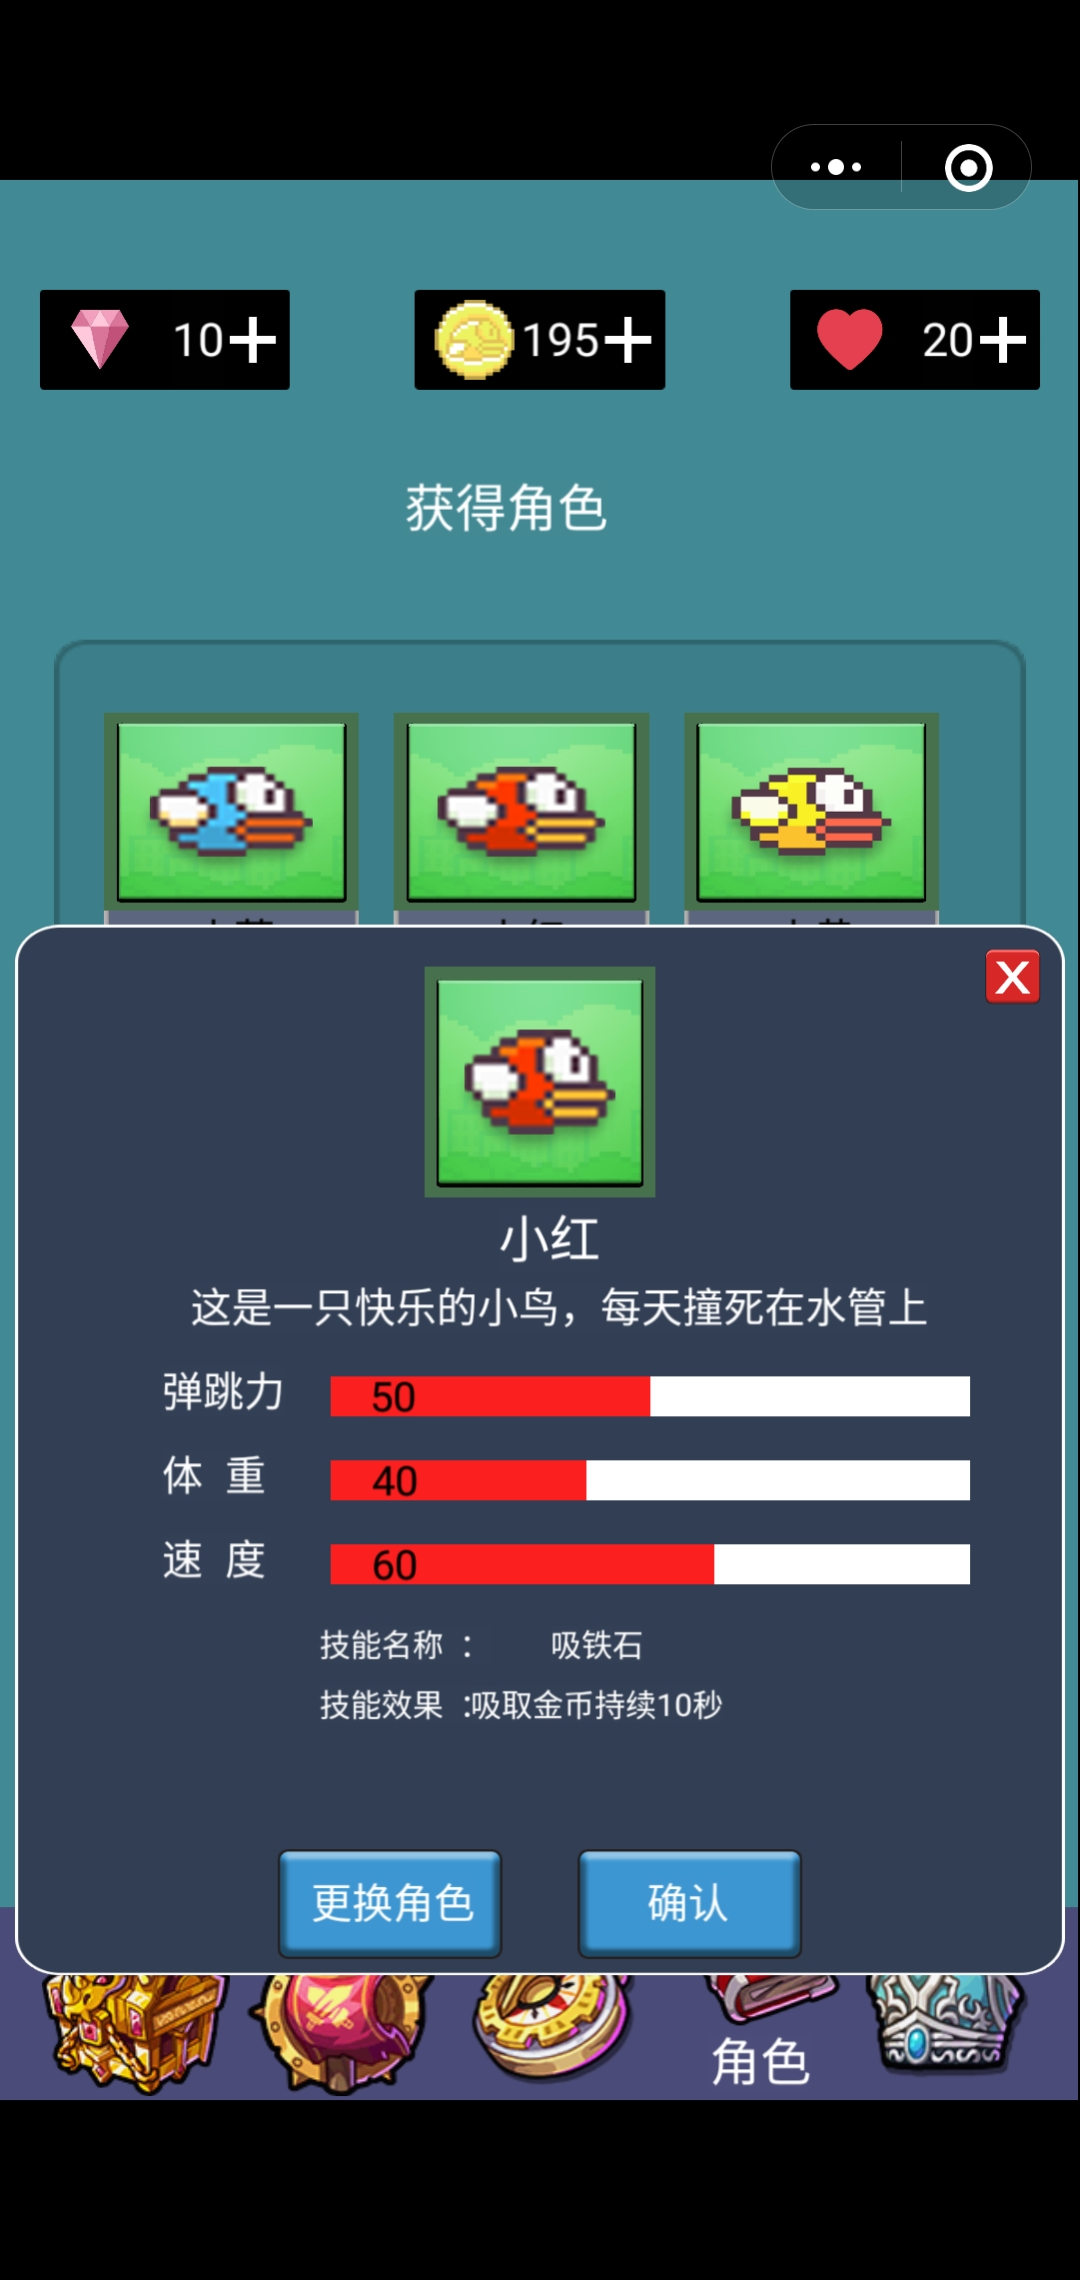 10
195
20
获得角色
小红
这是一只快乐的小鸟，每天撞死在水管上
弹跳力 50
体 重 40
速 度 60
技能名称 ： 吸铁石
技能效果 :吸取金币持续10秒
更换角色 确认
角色